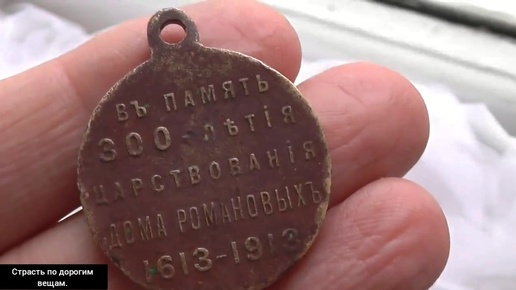 ВЪ ПАМЯТЬ
300-ЛѢТІЯ
ЦАРСТВОВАНІЯ
ДОМА РОМАНОВЫХЪ
1613-1913
Страсть по дорогим
вещам.